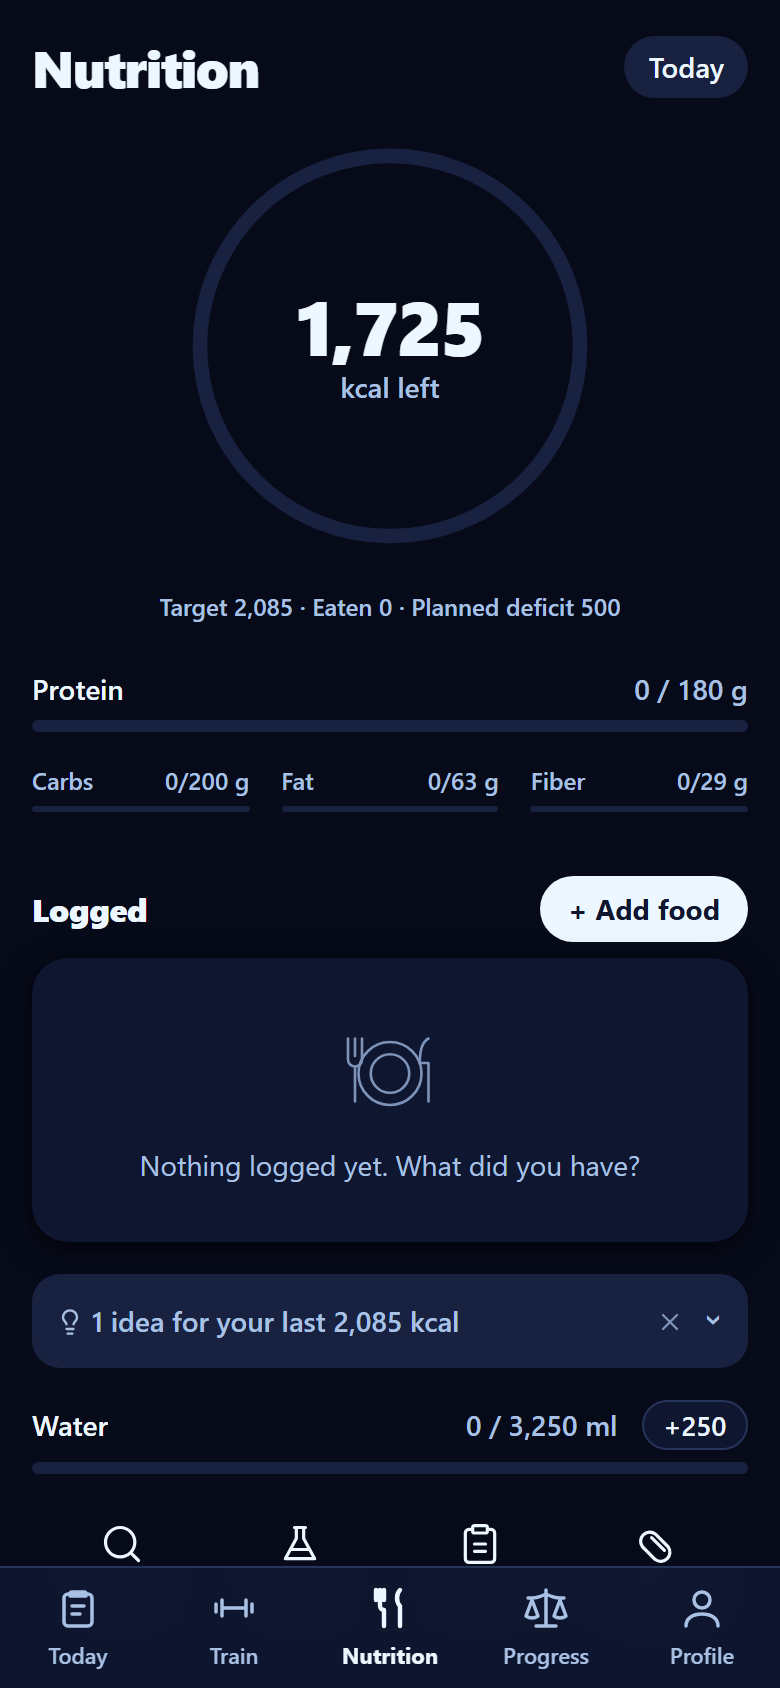 Nutrition
Today
1,725
kcal left
Target 2,085 · Eaten 0 · Planned deficit 500
Protein 0 / 180 g
Carbs 0/200 g Fat 0/63 g Fiber 0/29 g
Logged + Add food
Nothing logged yet. What did you have?
1 idea for your last 2,085 kcal
Water 0 / 3,250 ml +250
Today Train Nutrition Progress Profile